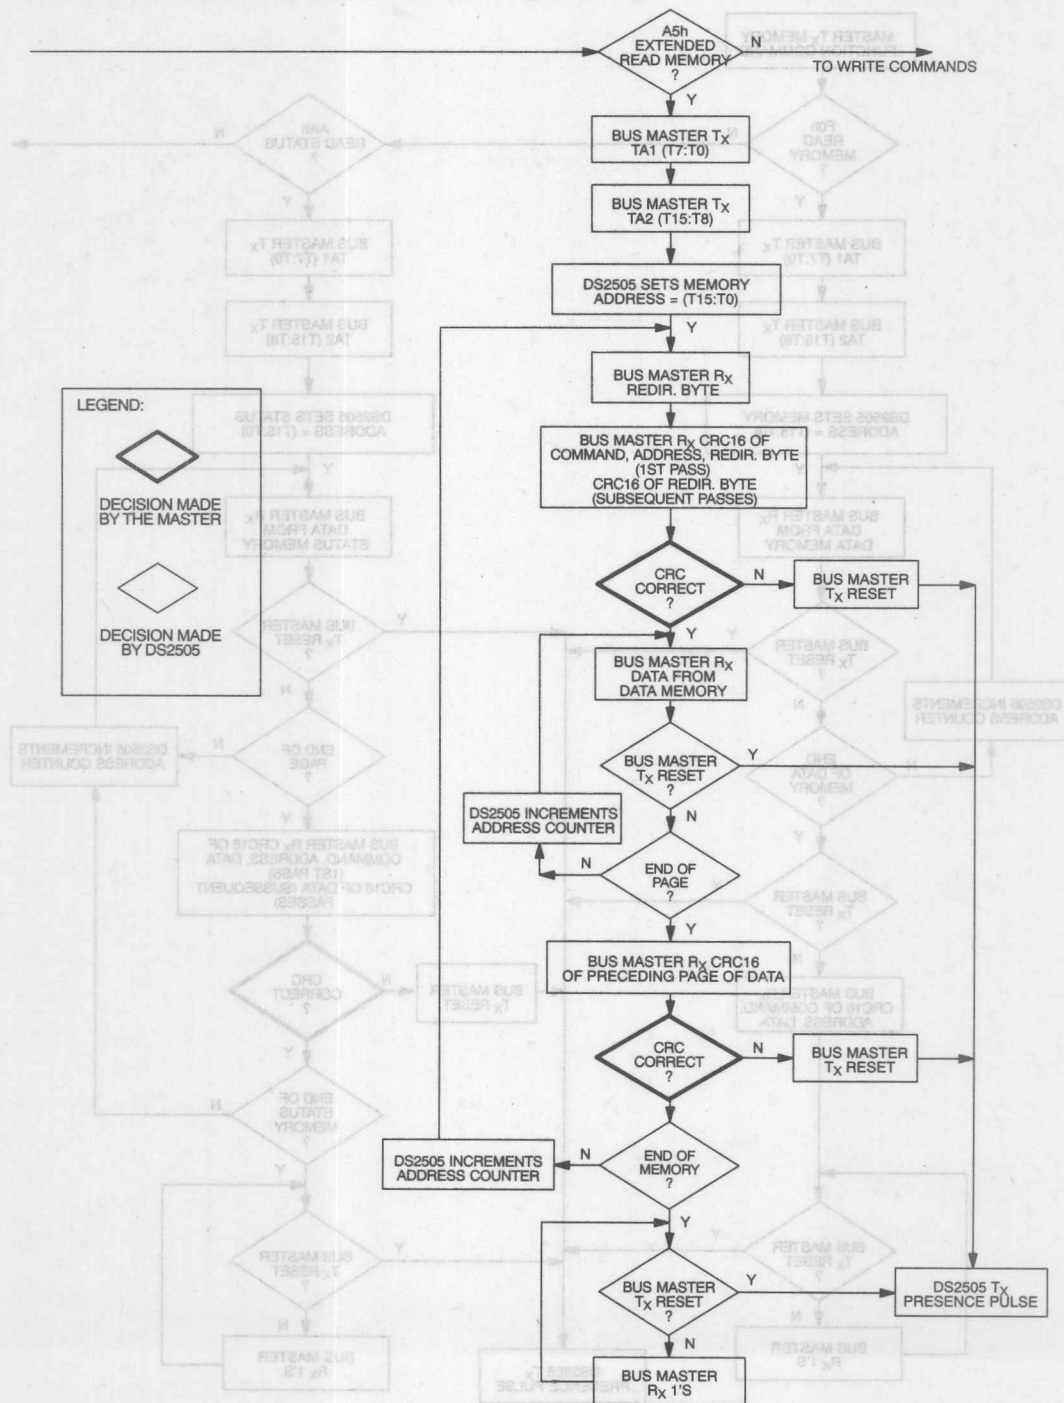 A5h
EXTENDED
READ MEMORY
?
N
TO WRITE COMMANDS
Y
BUS MASTER TX
TA1 (T7:T0)
BUS MASTER TX
TA2 (T15:T8)
DS2505 SETS MEMORY
ADDRESS = (T15:T0)
Y
BUS MASTER RX
REDIR. BYTE
LEGEND:
DECISION MADE
BY THE MASTER
DECISION MADE
BY DS2505
BUS MASTER RX CRC16 OF
COMMAND, ADDRESS, REDIR. BYTE
(1ST PASS)
CRC16 OF REDIR. BYTE
(SUBSEQUENT PASSES)
CRC
CORRECT
?
N
BUS MASTER
TX RESET
Y
BUS MASTER RX
DATA FROM
DATA MEMORY
BUS MASTER
TX RESET
?
Y
N
DS2505 INCREMENTS
ADDRESS COUNTER
N
END OF
PAGE
?
Y
BUS MASTER RX CRC16
OF PRECEDING PAGE OF DATA
CRC
CORRECT
?
N
BUS MASTER
TX RESET
Y
END OF
MEMORY
?
N
DS2505 INCREMENTS
ADDRESS COUNTER
Y
BUS MASTER
TX RESET
?
Y
DS2505 TX
PRESENCE PULSE
N
BUS MASTER
RX 1'S